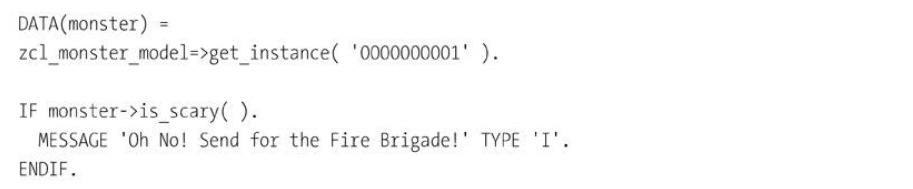 DATA(monster) =
zcl_monster_model=>get_instance( '0000000001' ).

IF monster->is_scary( ).
  MESSAGE 'Oh No! Send for the Fire Brigade!' TYPE 'I'.
ENDIF.